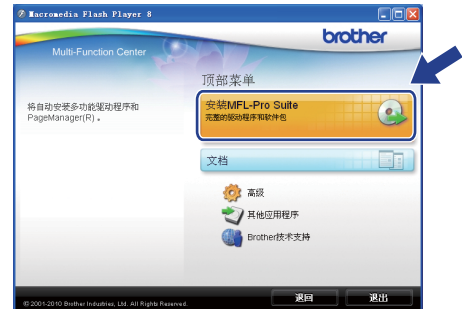 Macromedia Flash Player 8
brother
Multi-Function Center
顶部菜单
将自动安装多功能驱动程序和
PageManager(R) 。
安装MFL-Pro Suite
完整的驱动程序和软件包
文档
高级
其他应用程序
Brother技术支持
© 2001-2010 Brother Industries, Ltd. All Rights Reserved.
退回
退出